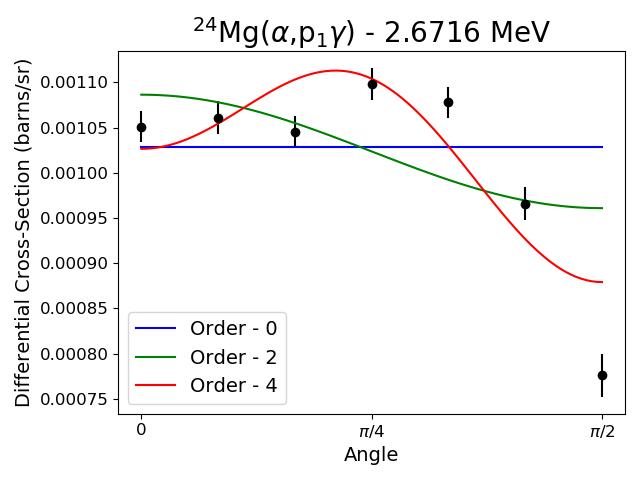 ²⁴Mg(α,p₁γ) - 2.6716 MeV
Differential Cross-Section (barns/sr)
0.00110
0.00105
0.00100
0.00095
0.00090
0.00085
0.00080
0.00075
Order - 0
Order - 2
Order - 4
0
π/4
π/2
Angle